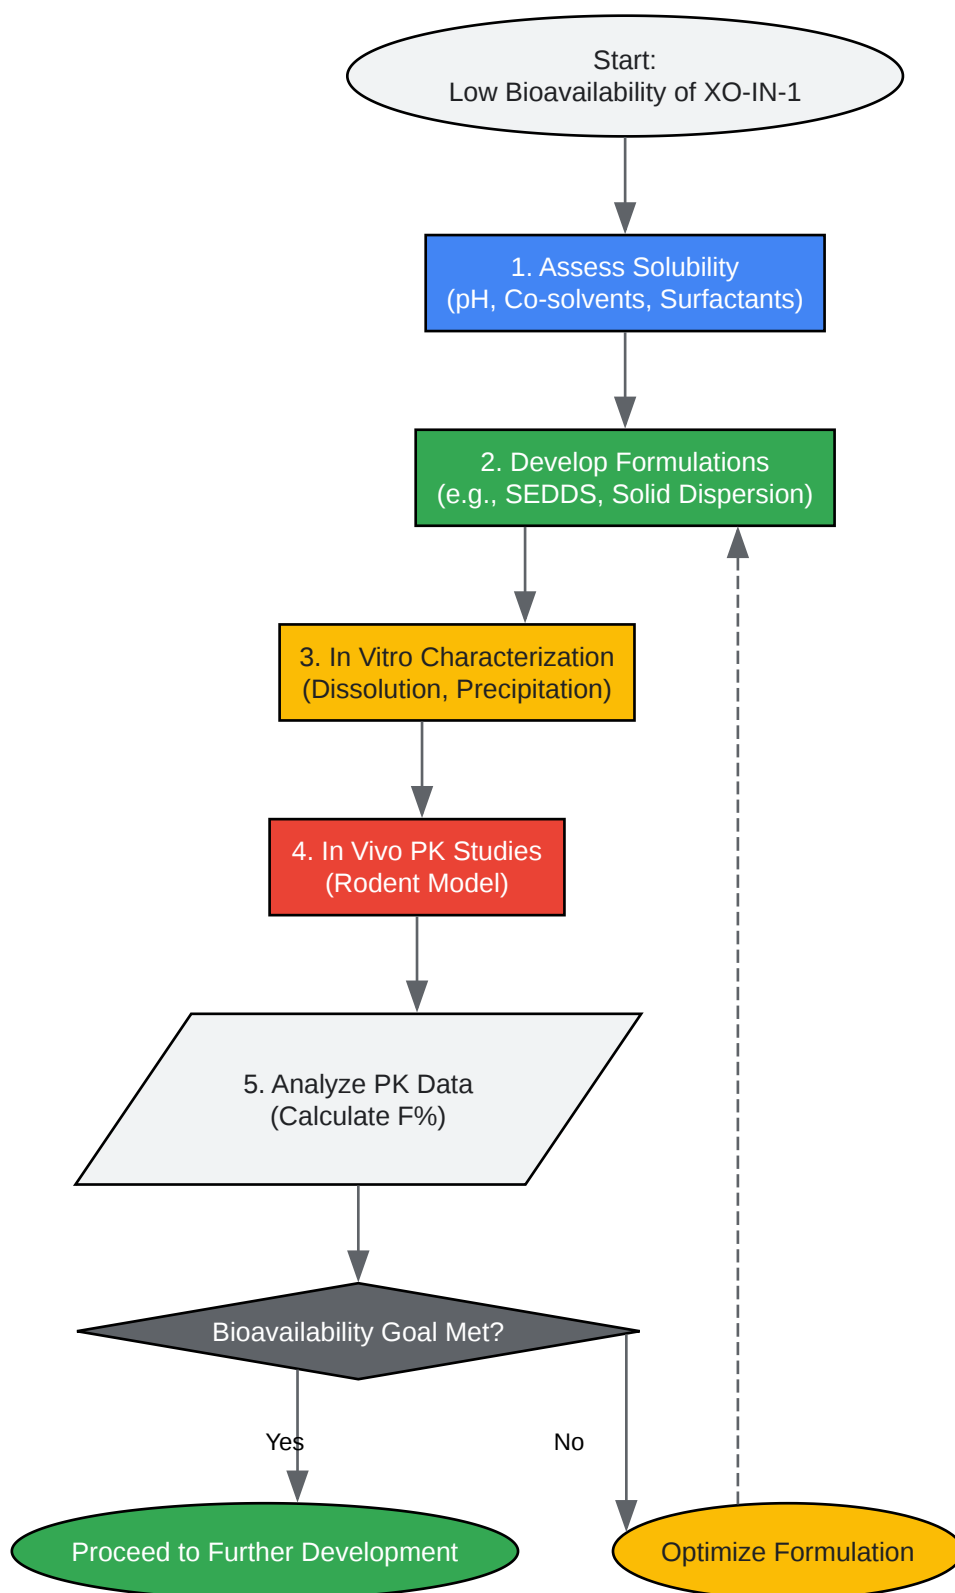 Start:
Low Bioavailability of XO-IN-1
1. Assess Solubility
(pH, Co-solvents, Surfactants)
2. Develop Formulations
(e.g., SEDDS, Solid Dispersion)
3. In Vitro Characterization
(Dissolution, Precipitation)
4. In Vivo PK Studies
(Rodent Model)
5. Analyze PK Data
(Calculate F%)
Bioavailability Goal Met?
Yes
No
Proceed to Further Development
Optimize Formulation